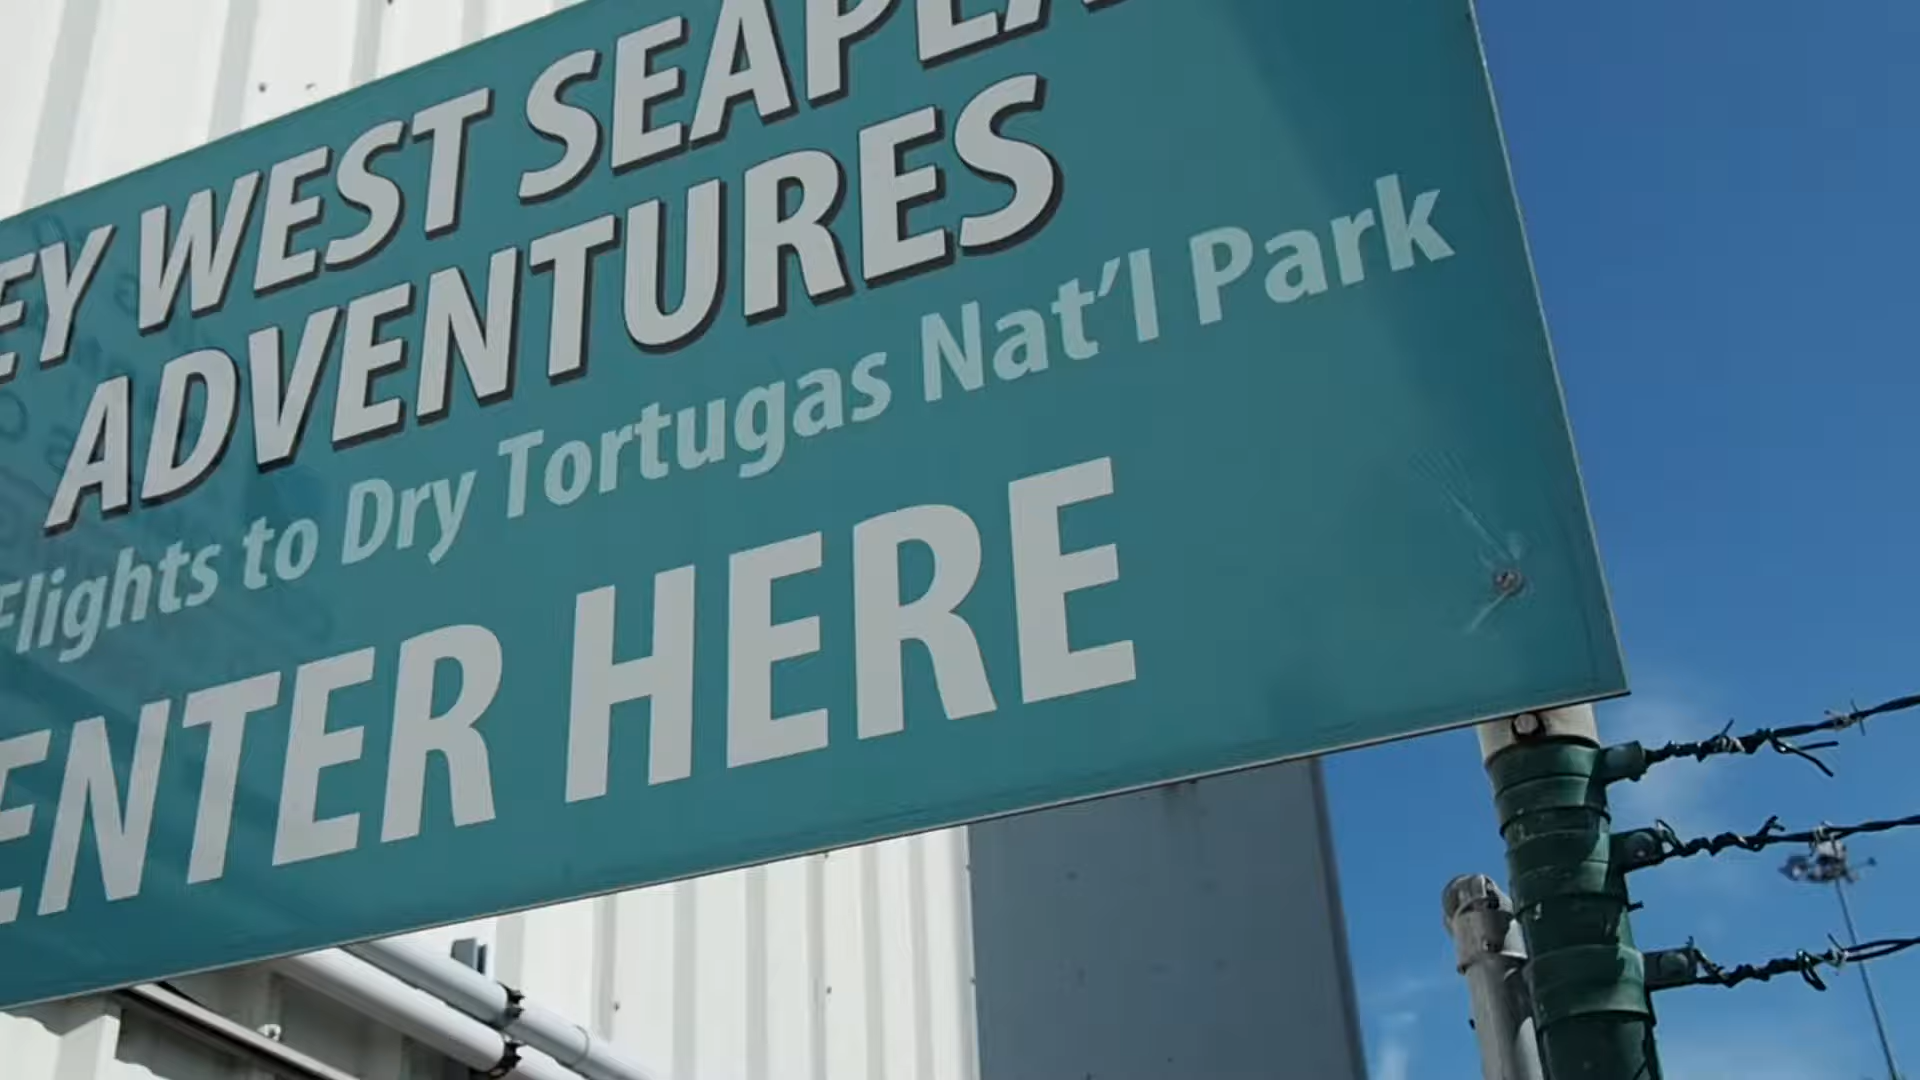 EY WEST SEAPLA
ADVENTURES
Flights to Dry Tortugas Nat'l Park
ENTER HERE